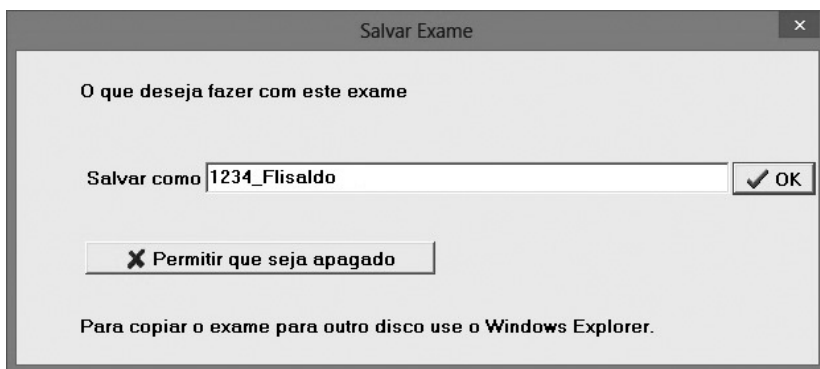 Salvar Exame
O que deseja fazer com este exame
Salvar como 1234_Flisaldo OK
Permitir que seja apagado
Para copiar o exame para outro disco use o Windows Explorer.